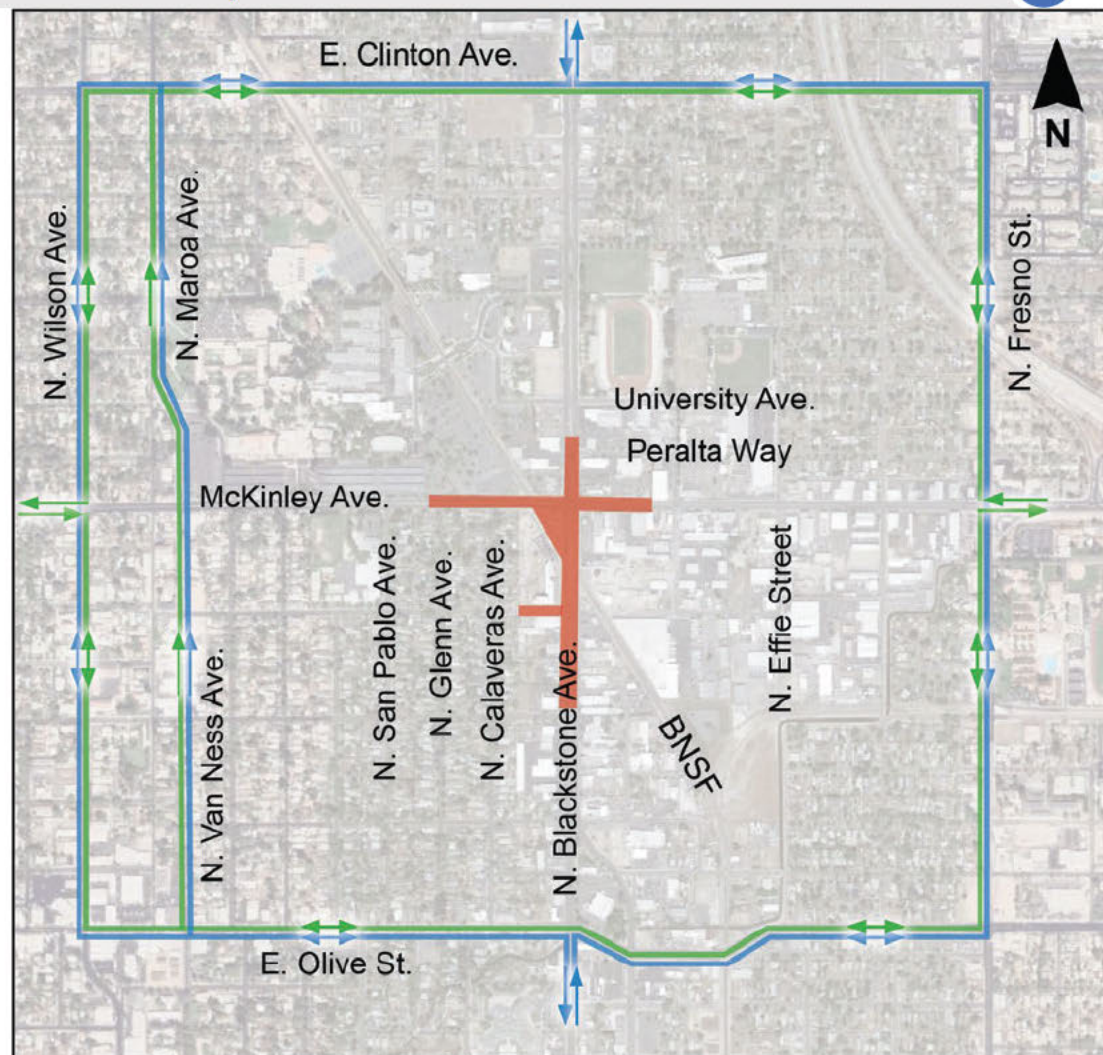 E. Clinton Ave.
N
N. Wilson Ave.
N. Maroa Ave.
N. Fresno St.
University Ave.
Peralta Way
McKinley Ave.
N. San Pablo Ave.
N. Glenn Ave.
N. Calaveras Ave.
N. Blackstone Ave.
N. Effie Street
N. Van Ness Ave.
BNSF
E. Olive St.